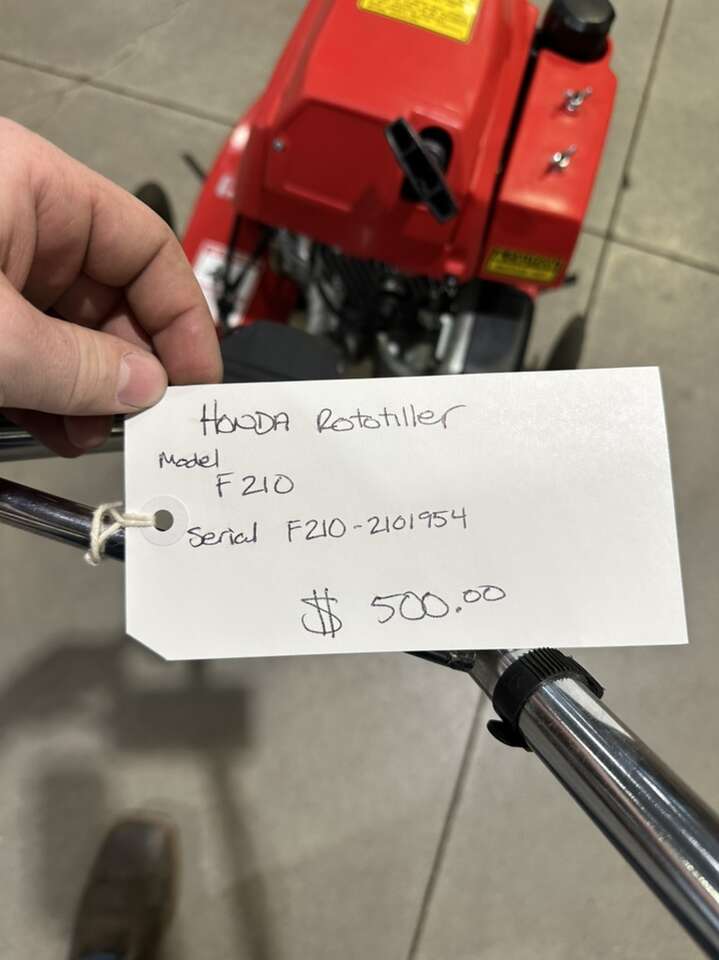 HONDA Rototiller
Model
F210
Serial F210-2101954
$ 500.00